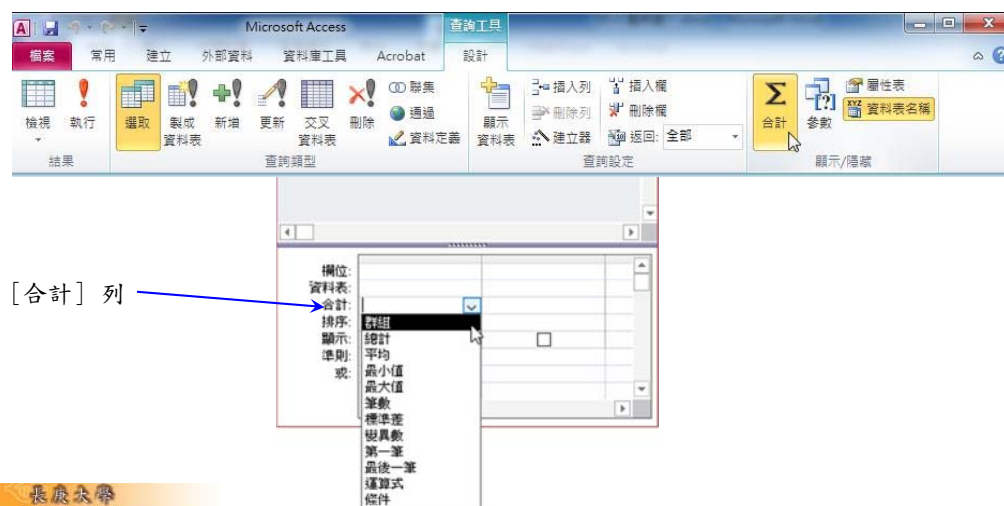 Microsoft Access
查詢工具
檔案 常用 建立 外部資料 資料庫工具 Acrobat 設計
檢視 執行 選取 製成資料表 新增 更新 交叉資料表 刪除
聯集
通過
資料定義
顯示資料表
插入列
刪除列
建立器
插入欄
刪除欄
返回: 全部
合計 參數
屬性表
資料表名稱
結果 查詢類型 查詢設定 顯示/隱藏
[合計] 列
欄位:
資料表:
合計:
排序:
顯示:
準則:
或:
群組
總計
平均
最小值
最大值
筆數
標準差
變異數
第一筆
最後一筆
運算式
條件
長庚大學